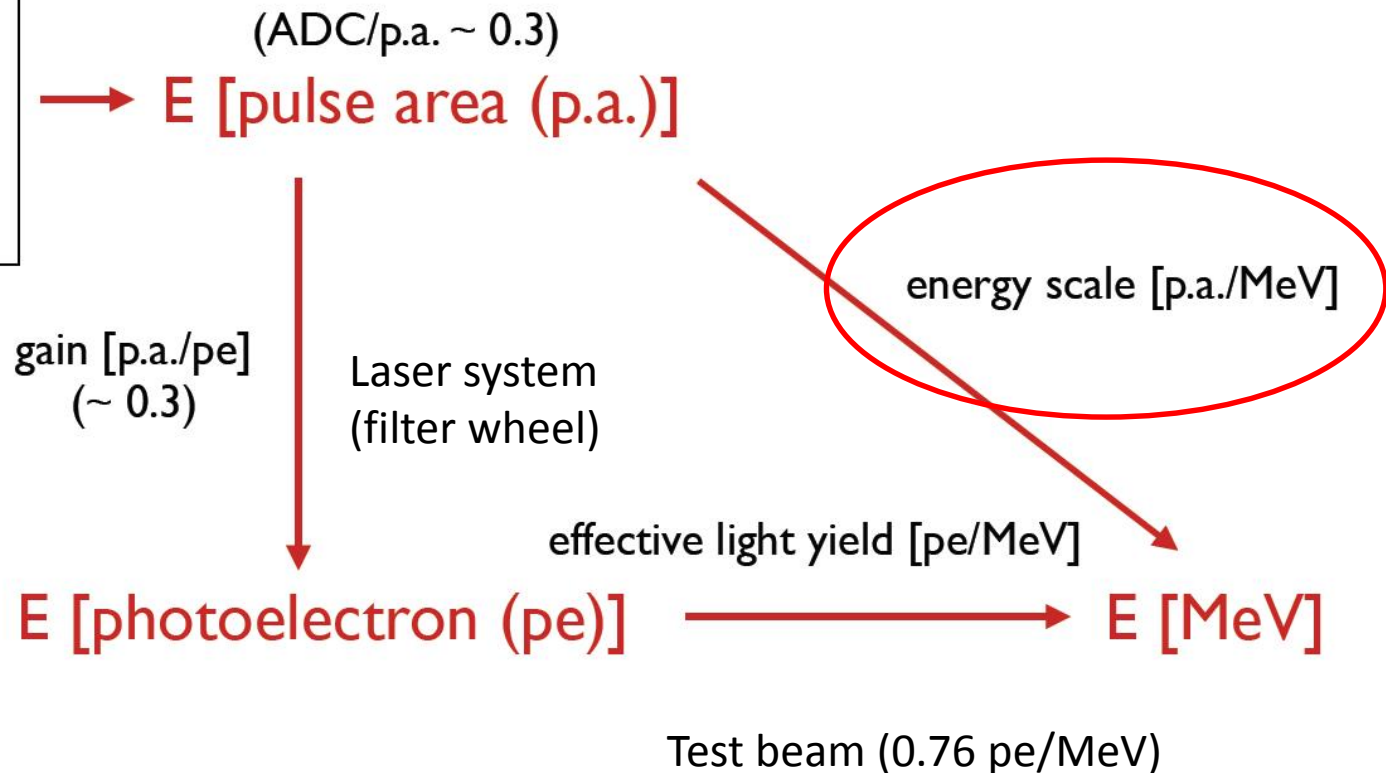 (ADC/p.a. ~ 0.3)
E [pulse area (p.a.)]
energy scale [p.a./MeV]
gain [p.a./pe]
(~ 0.3)
Laser system
(filter wheel)
effective light yield [pe/MeV]
E [photoelectron (pe)]
E [MeV]
Test beam (0.76 pe/MeV)